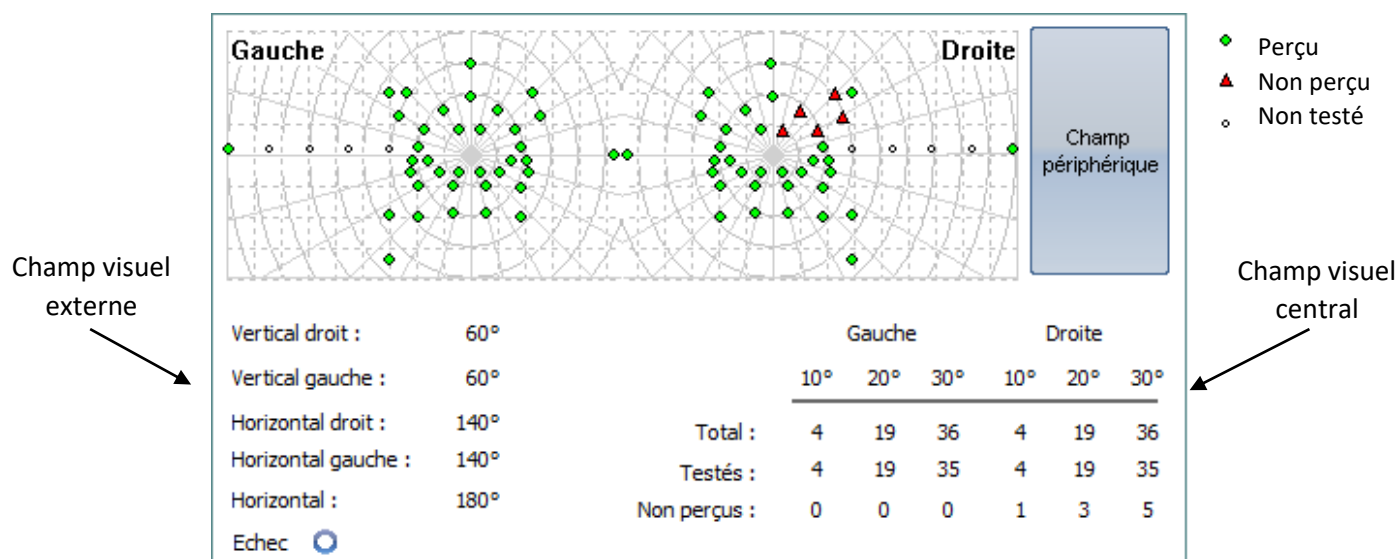 Gauche
Droite
Champ
périphérique
Perçu
Non perçu
Non testé
Champ visuel
externe
Champ visuel
central
Vertical droit : 60°
Vertical gauche : 60°
Horizontal droit : 140°
Horizontal gauche : 140°
Horizontal : 180°
Echec
Gauche Droite
10° 20° 30° 10° 20° 30°
Total : 4 19 36 4 19 36
Testés : 4 19 35 4 19 35
Non perçus : 0 0 0 1 3 5